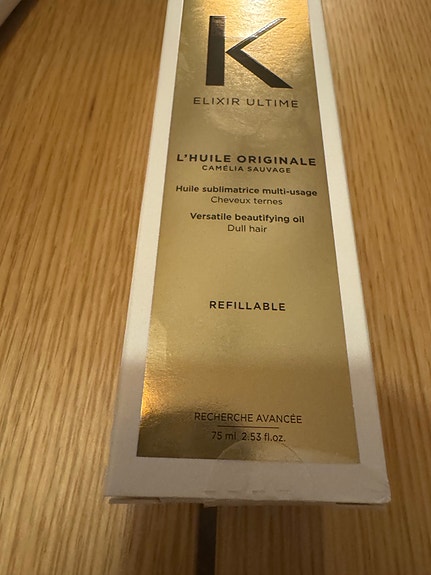 K
ELIXIR ULTIME
L'HUILE ORIGINALE
CAMÉLIA SAUVAGE
Huile sublimatrice multi-usage
Cheveux ternes
Versatile beautifying oil
Dull hair
REFILLABLE
RECHERCHE AVANCÉE
75 ml 2.53 fl.oz.